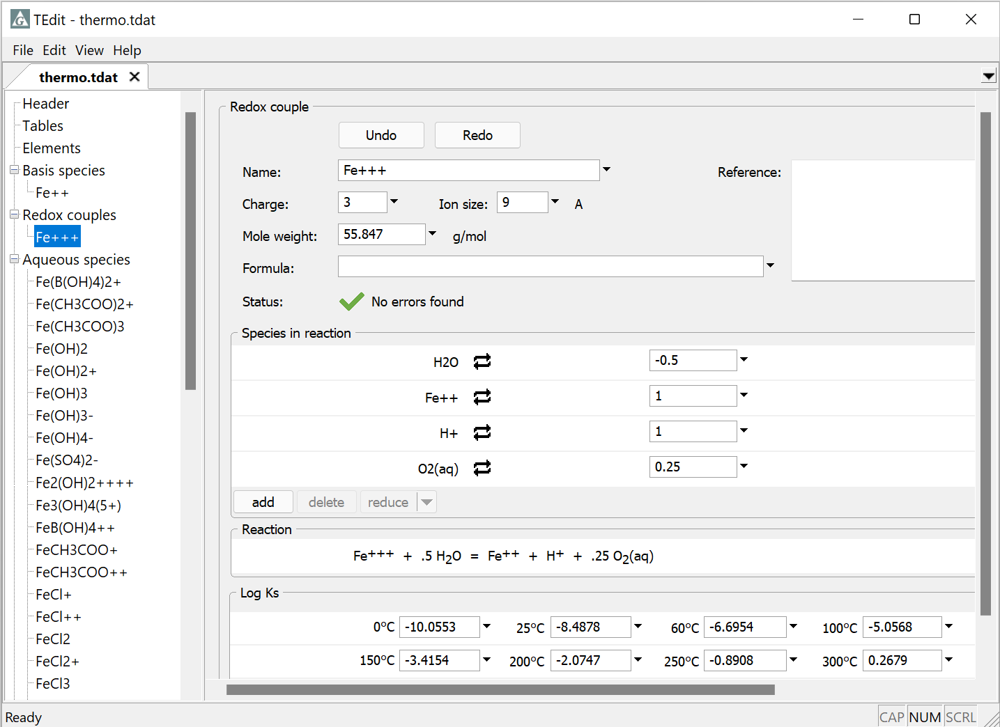 TEdit - thermo.tdat
File Edit View Help
thermo.tdat
Header
Tables
Elements
Basis species
Fe++
Redox couples
Fe+++
Aqueous species
Fe(B(OH)4)2+
Fe(CH3COO)2+
Fe(CH3COO)3
Fe(OH)2
Fe(OH)2+
Fe(OH)3
Fe(OH)3-
Fe(OH)4-
Fe(SO4)2-
Fe2(OH)2++++
Fe3(OH)4(5+)
FeB(OH)4++
FeCH3COO+
FeCH3COO++
FeCl+
FeCl++
FeCl2
FeCl2+
FeCl3
Redox couple
Undo Redo
Name: Fe+++ Reference:
Charge: 3 Ion size: 9 A
Mole weight: 55.847 g/mol
Formula:
Status: No errors found
Species in reaction
H2O -0.5
Fe++ 1
H+ 1
O2(aq) 0.25
add delete reduce
Reaction
Fe+++ + .5 H2O = Fe++ + H+ + .25 O2(aq)
Log Ks
0°C -10.0553 25°C -8.4878 60°C -6.6954 100°C -5.0568
150°C -3.4154 200°C -2.0747 250°C -0.8908 300°C 0.2679
Ready CAP NUM SCRL